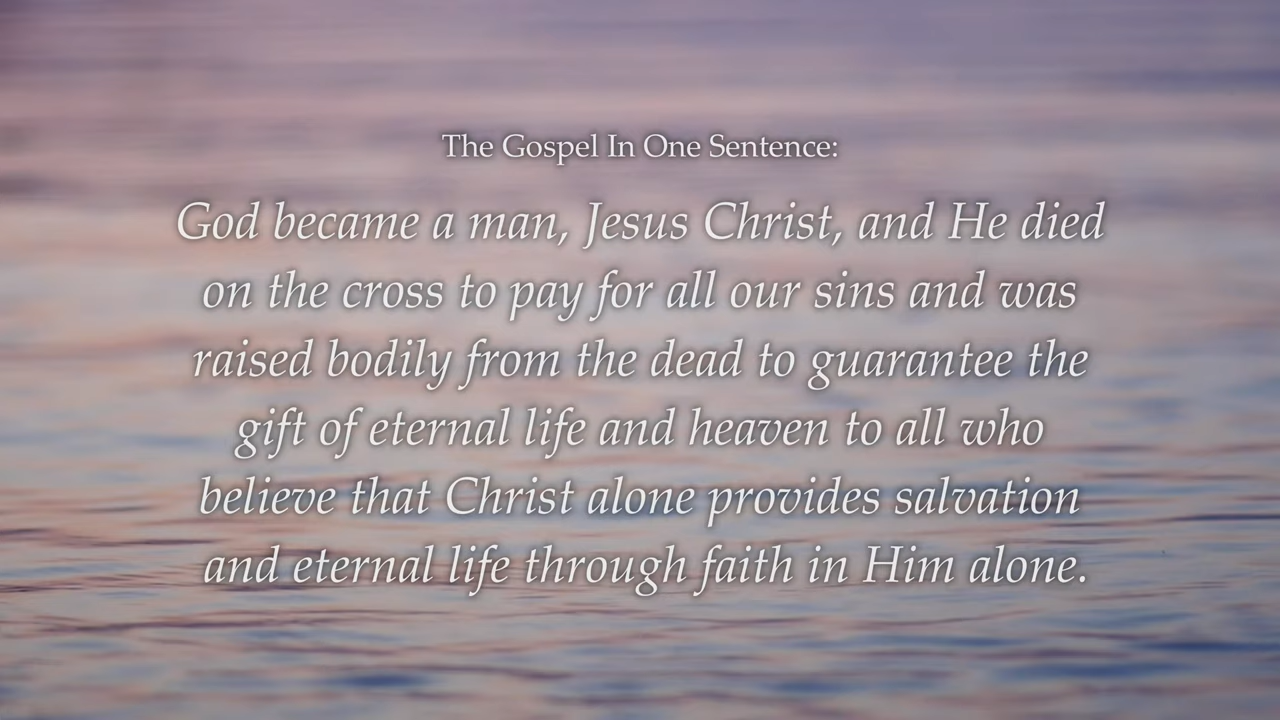 The Gospel In One Sentence:
God became a man, Jesus Christ, and He died
on the cross to pay for all our sins and was
raised bodily from the dead to guarantee the
gift of eternal life and heaven to all who
believe that Christ alone provides salvation
and eternal life through faith in Him alone.